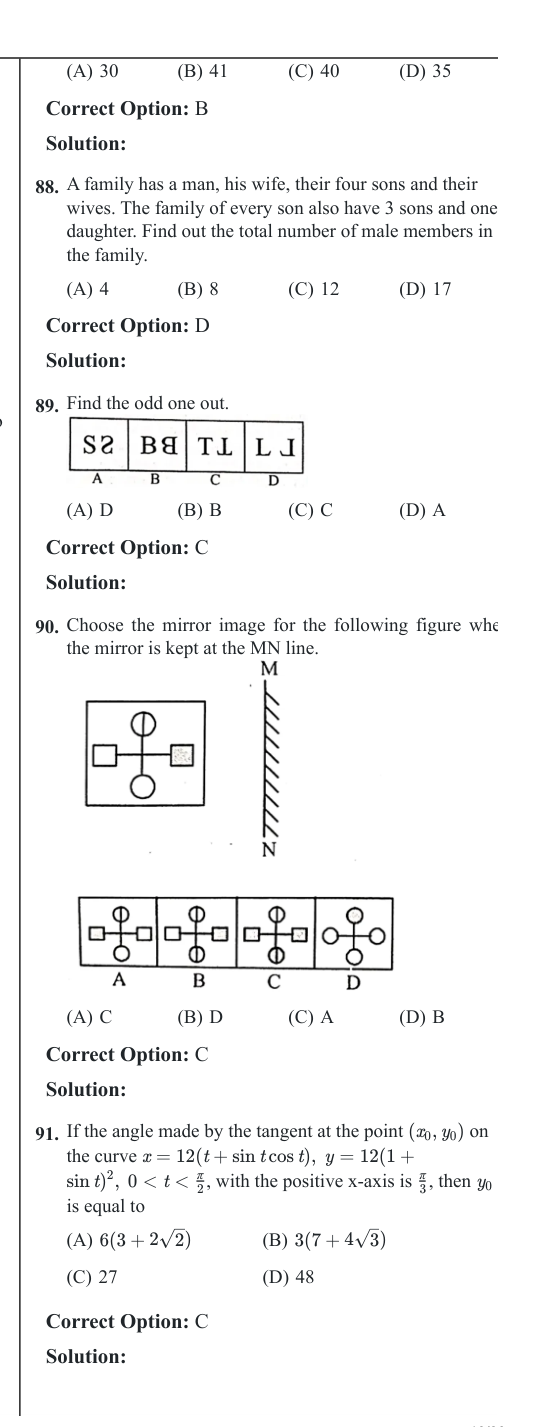 (A) 30 (B) 41 (C) 40 (D) 35
Correct Option: B
Solution:
88. A family has a man, his wife, their four sons and their
wives. The family of every son also have 3 sons and one
daughter. Find out the total number of male members in
the family.
(A) 4 (B) 8 (C) 12 (D) 17
Correct Option: D
Solution:
89. Find the odd one out.
SS BB TT L L
A B C D
(A) D (B) B (C) C (D) A
Correct Option: C
Solution:
90. Choose the mirror image for the following figure whe
the mirror is kept at the MN line.
M
N
A B C D
(A) C (B) D (C) A (D) B
Correct Option: C
Solution:
91. If the angle made by the tangent at the point (x₀, y₀) on
the curve x = 12(t + sin t cos t), y = 12(1 +
sin t)², 0 < t < π/2, with the positive x-axis is π/3, then y₀
is equal to
(A) 6(3 + 2√2) (B) 3(7 + 4√3)
(C) 27 (D) 48
Correct Option: C
Solution: